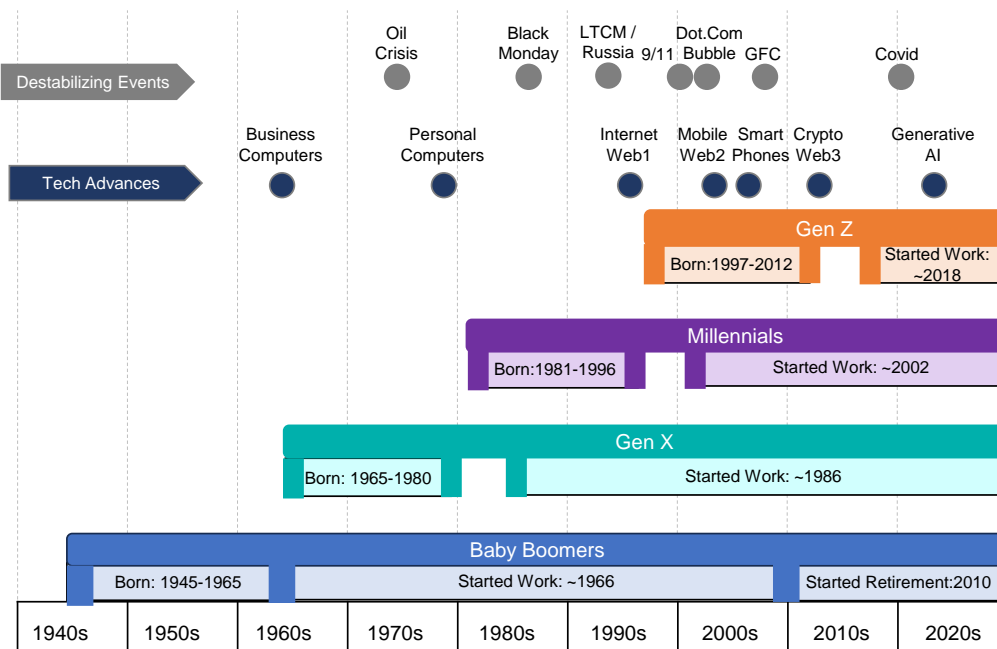 Oil
Crisis
Black
Monday
LTCM /
Russia
9/11
Dot.Com
Bubble
GFC
Covid
Destabilizing Events
Business
Computers
Personal
Computers
Internet
Web1
Mobile
Web2
Smart
Phones
Crypto
Web3
Generative
AI
Tech Advances
Gen Z
Born:1997-2012
Started Work:
~2018
Millennials
Born:1981-1996
Started Work: ~2002
Gen X
Born: 1965-1980
Started Work: ~1986
Baby Boomers
Born: 1945-1965
Started Work: ~1966
Started Retirement:2010
1940s
1950s
1960s
1970s
1980s
1990s
2000s
2010s
2020s